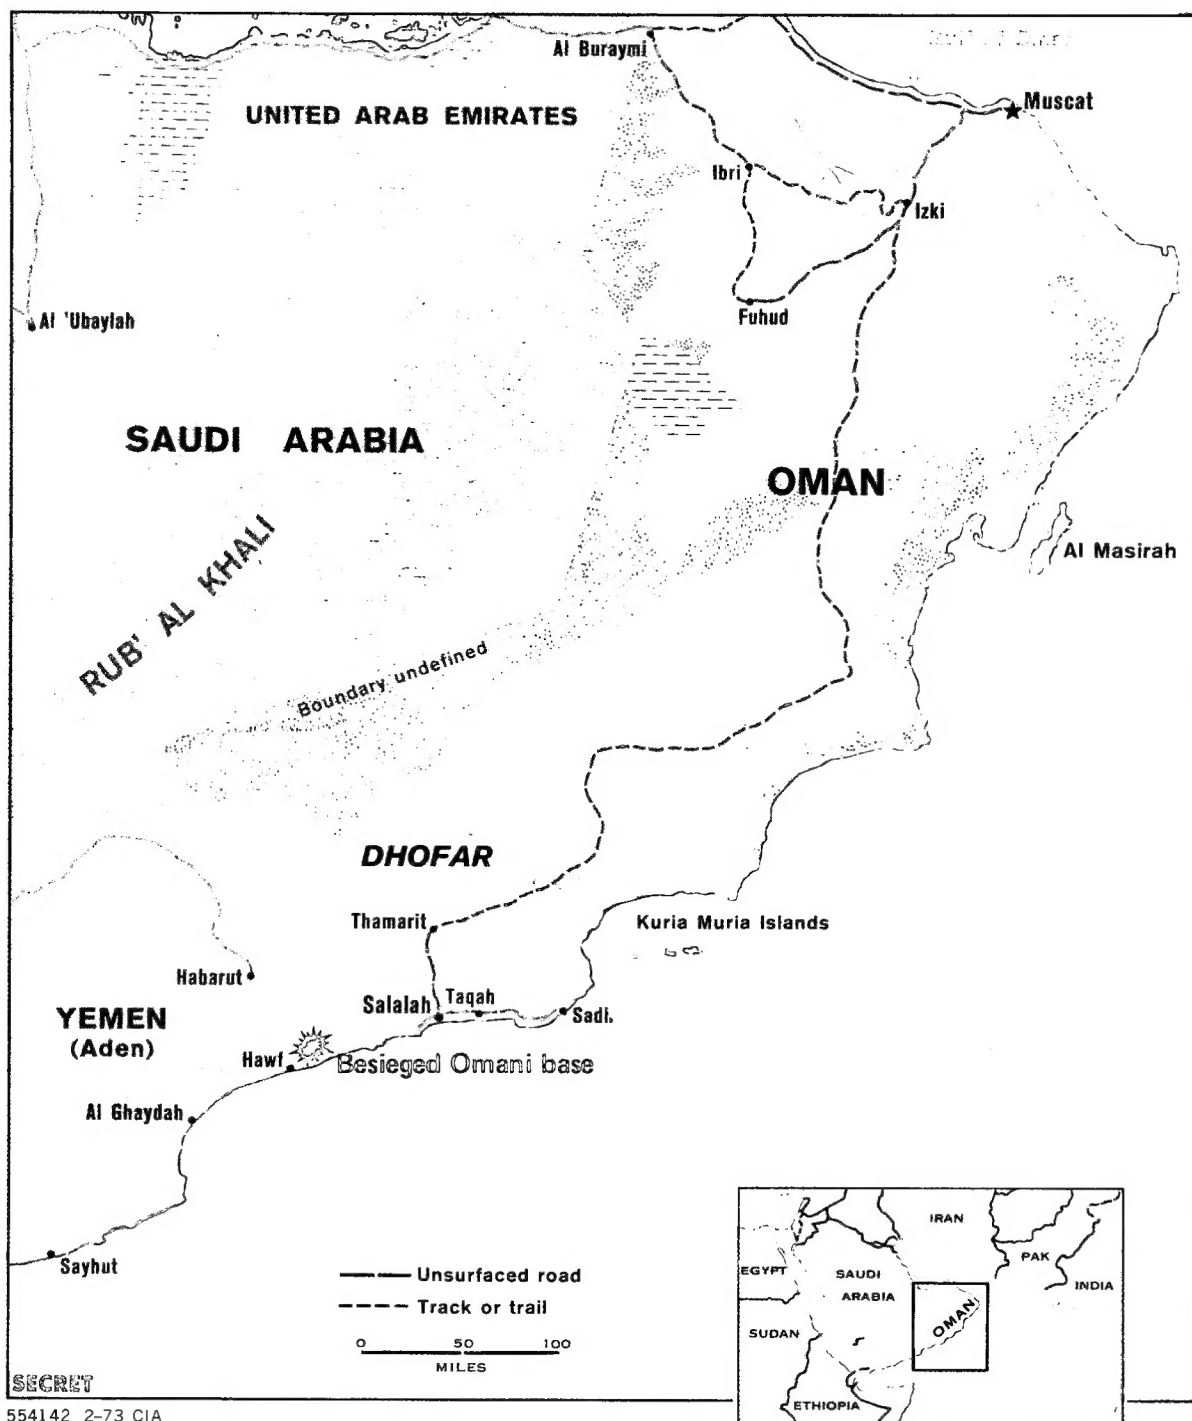 Al Buraymi
Muscat
UNITED ARAB EMIRATES
Ibri
Izki
Fuhud
Al 'Ubaylah
SAUDI ARABIA
OMAN
RUB' AL KHALI
Al Masirah
Boundary undefined
DHOFAR
Thamarit
Kuria Muria Islands
Habarut
Salalah
Taqah
Sadh
YEMEN
(Aden)
Hawf
Besieged Omani base
Al Ghaydah
Sayhut
Unsurfaced road
Track or trail
0 50 100
MILES
IRAN
PAK
EGYPT
SAUDI
ARABIA
INDIA
OMAN
SUDAN
ETHIOPIA
SECRET
554142 2-73 CIA